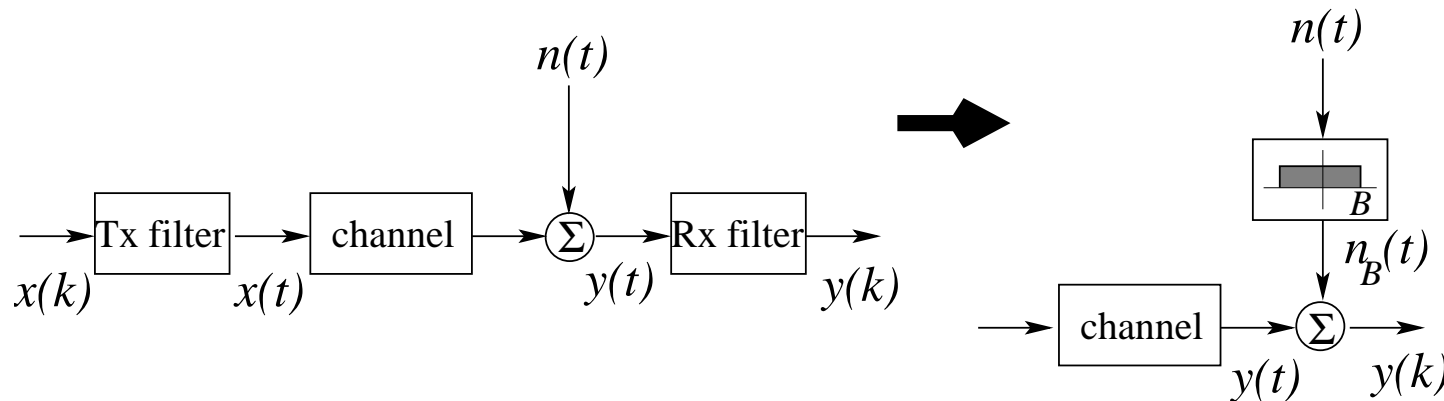 n(t)
Tx filter
channel
Σ
Rx filter
x(k)
x(t)
y(t)
y(k)
n(t)
B
n_B(t)
channel
Σ
y(t)
y(k)